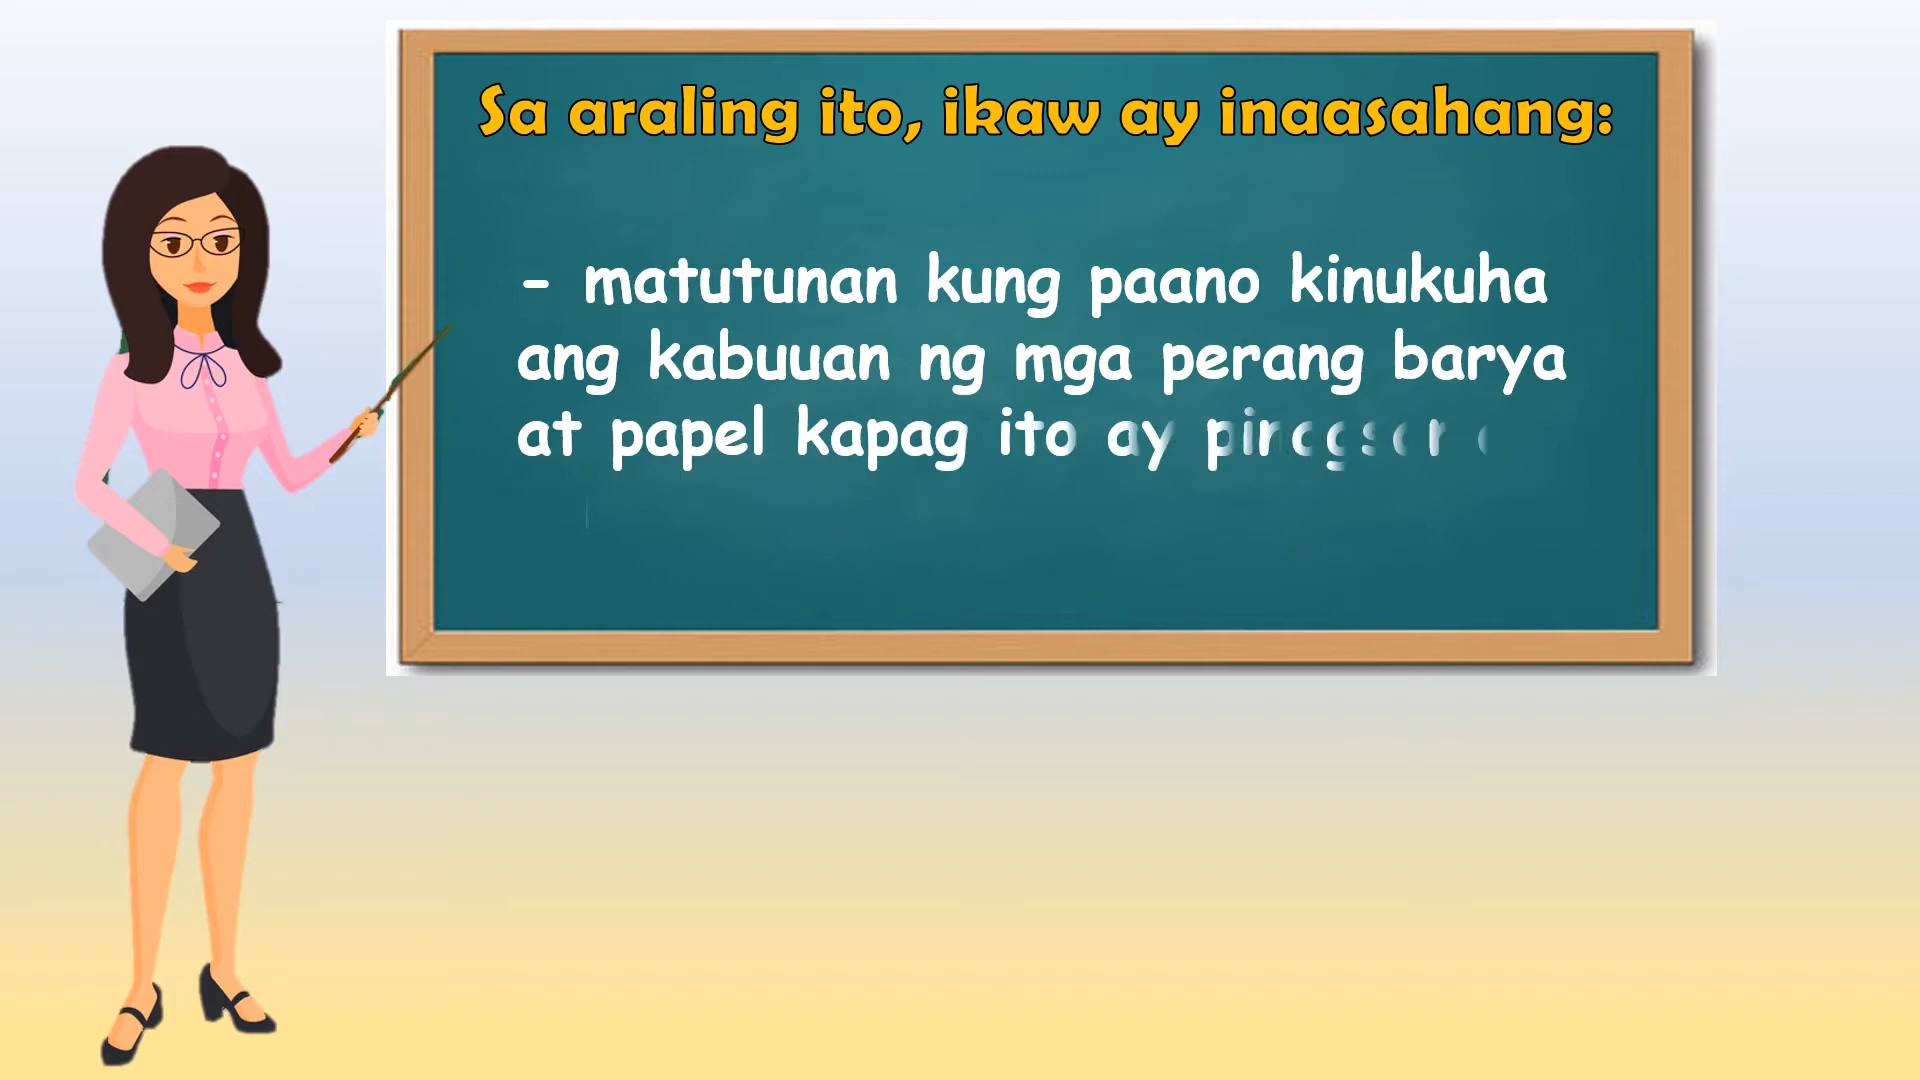 Sa araling ito, ikaw ay inaasahang:
- matutunan kung paano kinukuha
ang kabuuan ng mga perang barya
at papel kapag ito ay